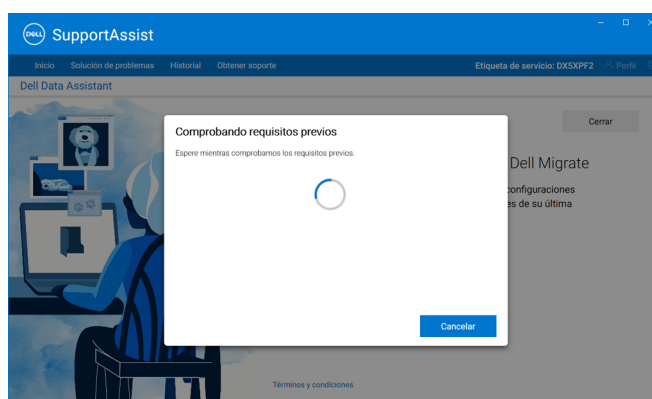 DELL SupportAssist
Inicio Solución de problemas Historial Obtener soporte Etiqueta de servicio: DX5XPF2 Perfil
Dell Data Assistant
Cerrar
Comprobando requisitos previos
Espere mientras comprobamos los requisitos previos.
Dell Migrate
configuraciones
es de su última
Cancelar
Términos y condiciones